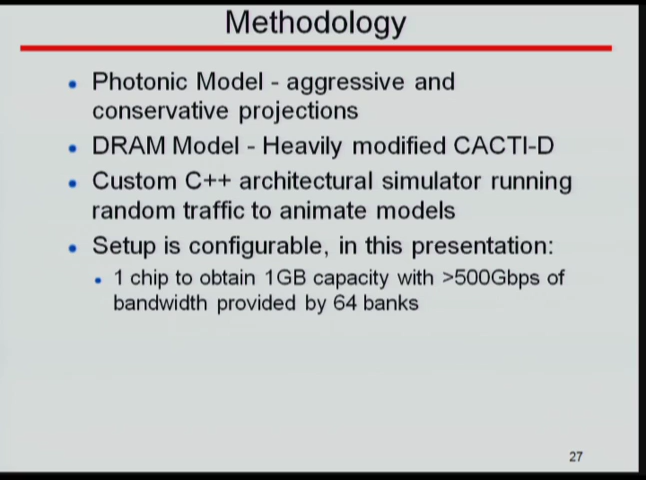 Methodology
• Photonic Model - aggressive and
conservative projections
• DRAM Model - Heavily modified CACTI-D
• Custom C++ architectural simulator running
random traffic to animate models
• Setup is configurable, in this presentation:
• 1 chip to obtain 1GB capacity with >500Gbps of
bandwidth provided by 64 banks
27